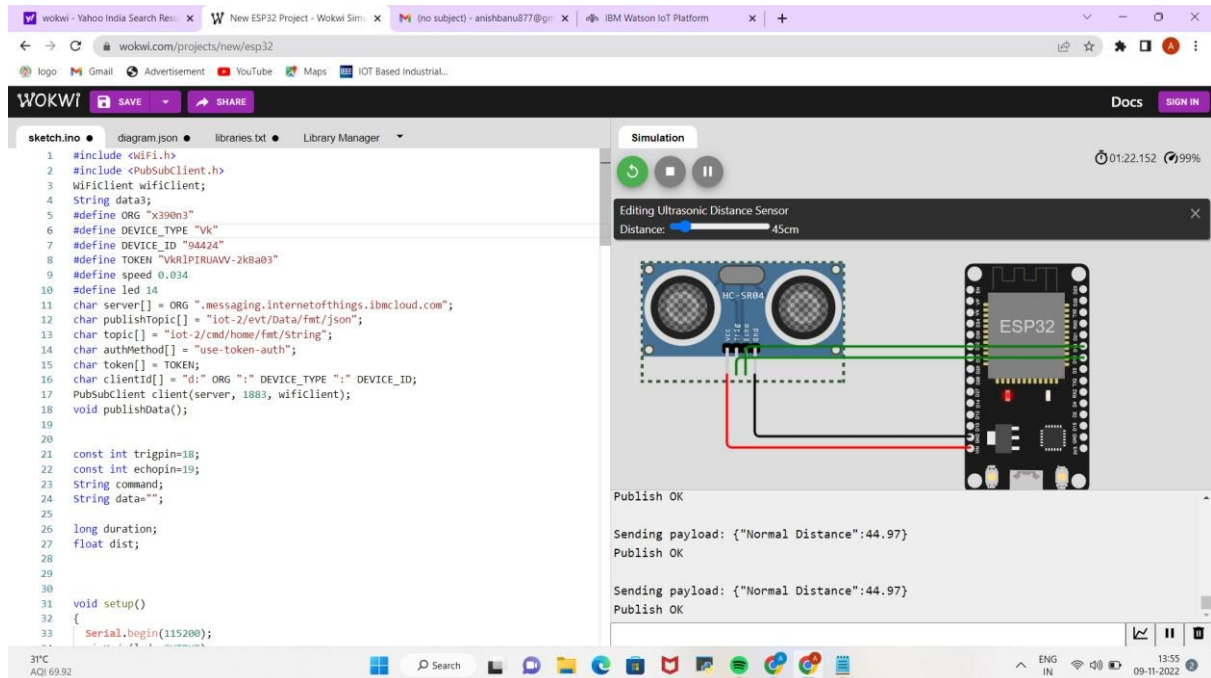 wokwi - Yahoo India Search Resu
New ESP32 Project - Wokwi Sim
(no subject) - anishbanu877@gm
IBM Watson IoT Platform
wokwi.com/projects/new/esp32
logo Gmail Advertisement YouTube Maps IOT Based Industrial...
WOKWI SAVE SHARE Docs SIGN IN
sketch.ino diagram.json libraries.txt Library Manager
1 #include <WiFi.h>
2 #include <PubSubClient.h>
3 WiFiClient wifiClient;
4 String data3;
5 #define ORG "x390n3"
6 #define DEVICE_TYPE "Vk"
7 #define DEVICE_ID "94424"
8 #define TOKEN "VkRlPIRUAVV-2kBa03"
9 #define speed 0.034
10 #define led 14
11 char server[] = ORG ".messaging.internetofthings.ibmcloud.com";
12 char publishTopic[] = "iot-2/evt/Data/fmt/json";
13 char topic[] = "iot-2/cmd/home/fmt/String";
14 char authMethod[] = "use-token-auth";
15 char token[] = TOKEN;
16 char clientId[] = "d:" ORG ":" DEVICE_TYPE ":" DEVICE_ID;
17 PubSubClient client(server, 1883, wifiClient);
18 void publishData();
19
20
21 const int trigpin=18;
22 const int echopin=19;
23 String command;
24 String data="";
25
26 long duration;
27 float dist;
28
29
30
31 void setup()
32 {
33 Serial.begin(115200);
Simulation
01:22.152 99%
Editing Ultrasonic Distance Sensor
Distance: 45cm
HC-SR04
Vcc
Trig
Echo
Gnd
ESP32
Publish OK
Sending payload: {"Normal Distance":44.97}
Publish OK
Sending payload: {"Normal Distance":44.97}
Publish OK
31°C
AQI 69.92
Search
ENG
IN
13:55
09-11-2022
2